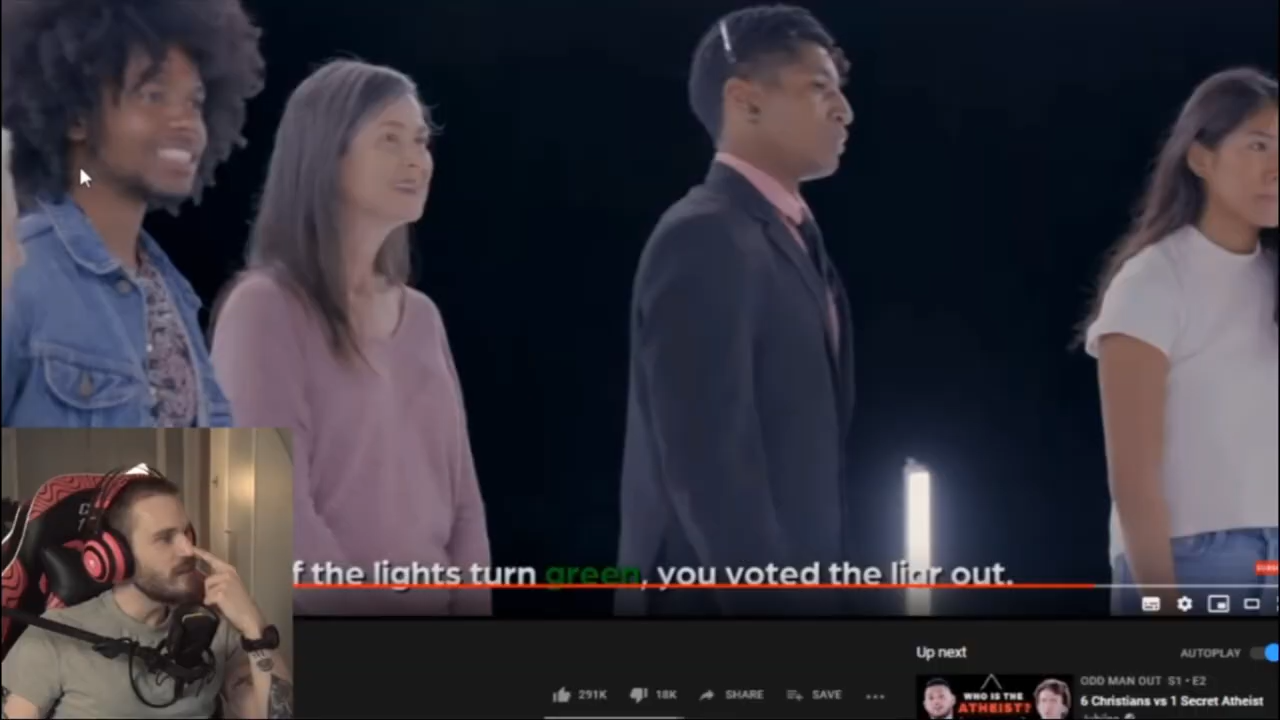 f the lights turn green, you voted the liar out.
Up next
AUTOPLAY
291K
18K
SHARE
SAVE
ODD MAN OUT S1 • E2
6 Christians vs 1 Secret Atheist
WHO IS THE
ATHEIST?